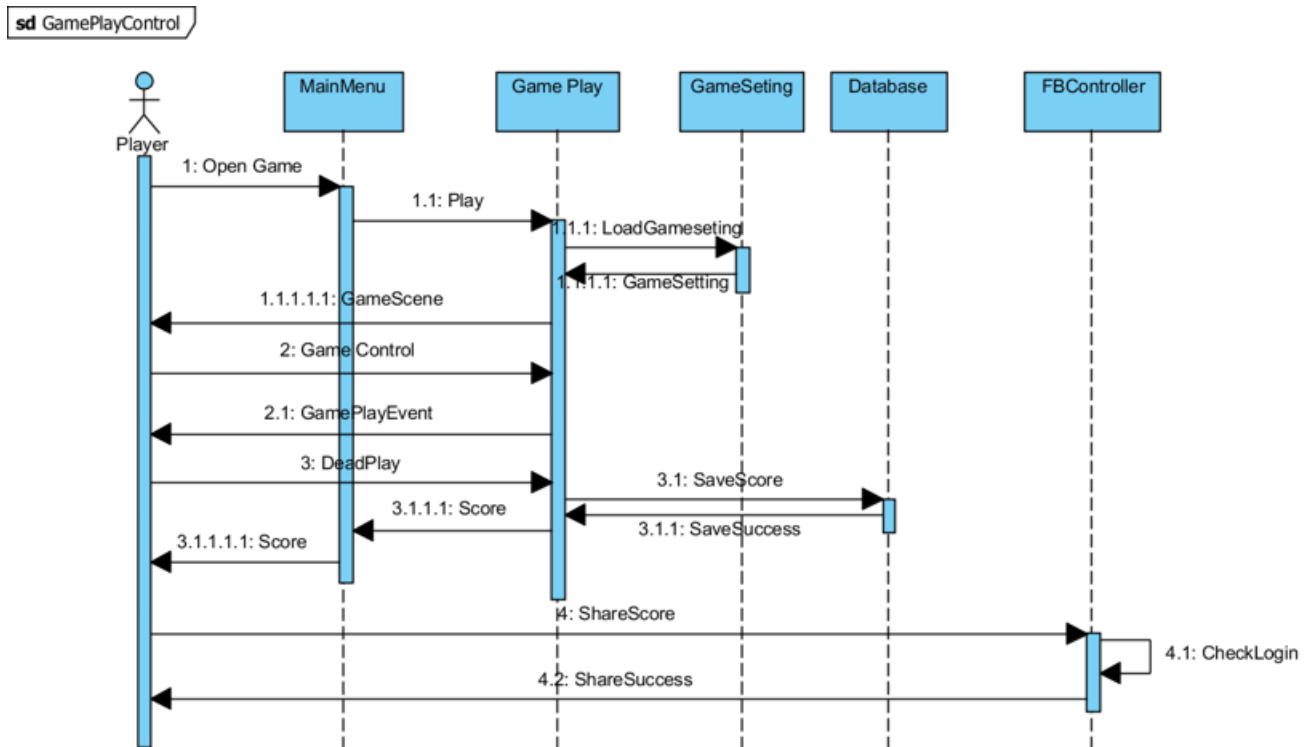 sd GamePlayControl
MainMenu
Game Play
GameSeting
Database
FBController
Player
1: Open Game
1.1: Play
1.1.1: LoadGameseting
1.1.1.1: GameSetting
1.1.1.1.1: GameScene
2: Game Control
2.1: GamePlayEvent
3: DeadPlay
3.1: SaveScore
3.1.1: SaveSuccess
3.1.1.1: Score
3.1.1.1.1: Score
4: ShareScore
4.1: CheckLogin
4.2: ShareSuccess